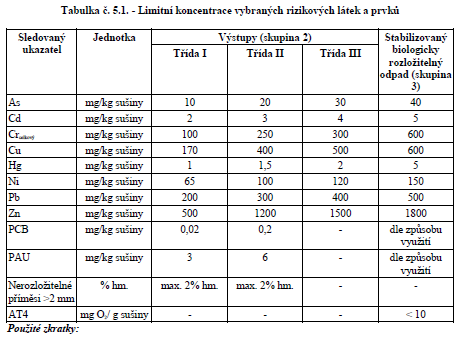 Tabulka č. 5.1. - Limitní koncentrace vybraných rizikových látek a prvků
Sledovaný ukazatel Jednotka Výstupy (skupina 2) Stabilizovaný biologicky rozložitelný odpad (skupina 3)
Třída I Třída II Třída III
As mg/kg sušiny 10 20 30 40
Cd mg/kg sušiny 2 3 4 5
Cr celkový mg/kg sušiny 100 250 300 600
Cu mg/kg sušiny 170 400 500 600
Hg mg/kg sušiny 1 1,5 2 5
Ni mg/kg sušiny 65 100 120 150
Pb mg/kg sušiny 200 300 400 500
Zn mg/kg sušiny 500 1200 1500 1800
PCB mg/kg sušiny 0,02 0,2 - dle způsobu využití
PAU mg/kg sušiny 3 6 - dle způsobu využití
Nerozložitelné příměsi >2 mm % hm. max. 2% hm. max. 2% hm. - -
AT4 mg O2/ g sušiny - - - < 10
Použité zkratky: